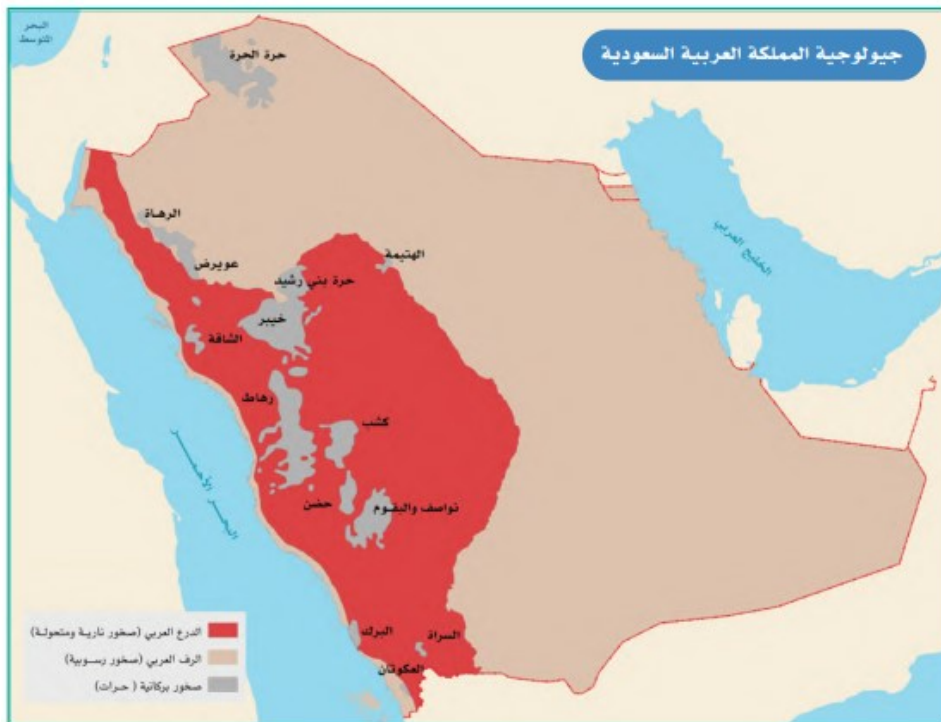 جيولوجية المملكة العربية السعودية
البحر
المتوسط
حرة الحرة
الرهاة
عويرض
الهتيمة
حرة بني رشيد
خيبر
الشاقة
رهاط
كشب
حضن
نواصف والبقوم
البرك
السراة
العكوتان
الخليج العربي
البحر الأحمر
الدرع العربي (صخور نارية ومتحولة)
الرف العربي (صخور رسوبية)
صخور بركانية (حرات)